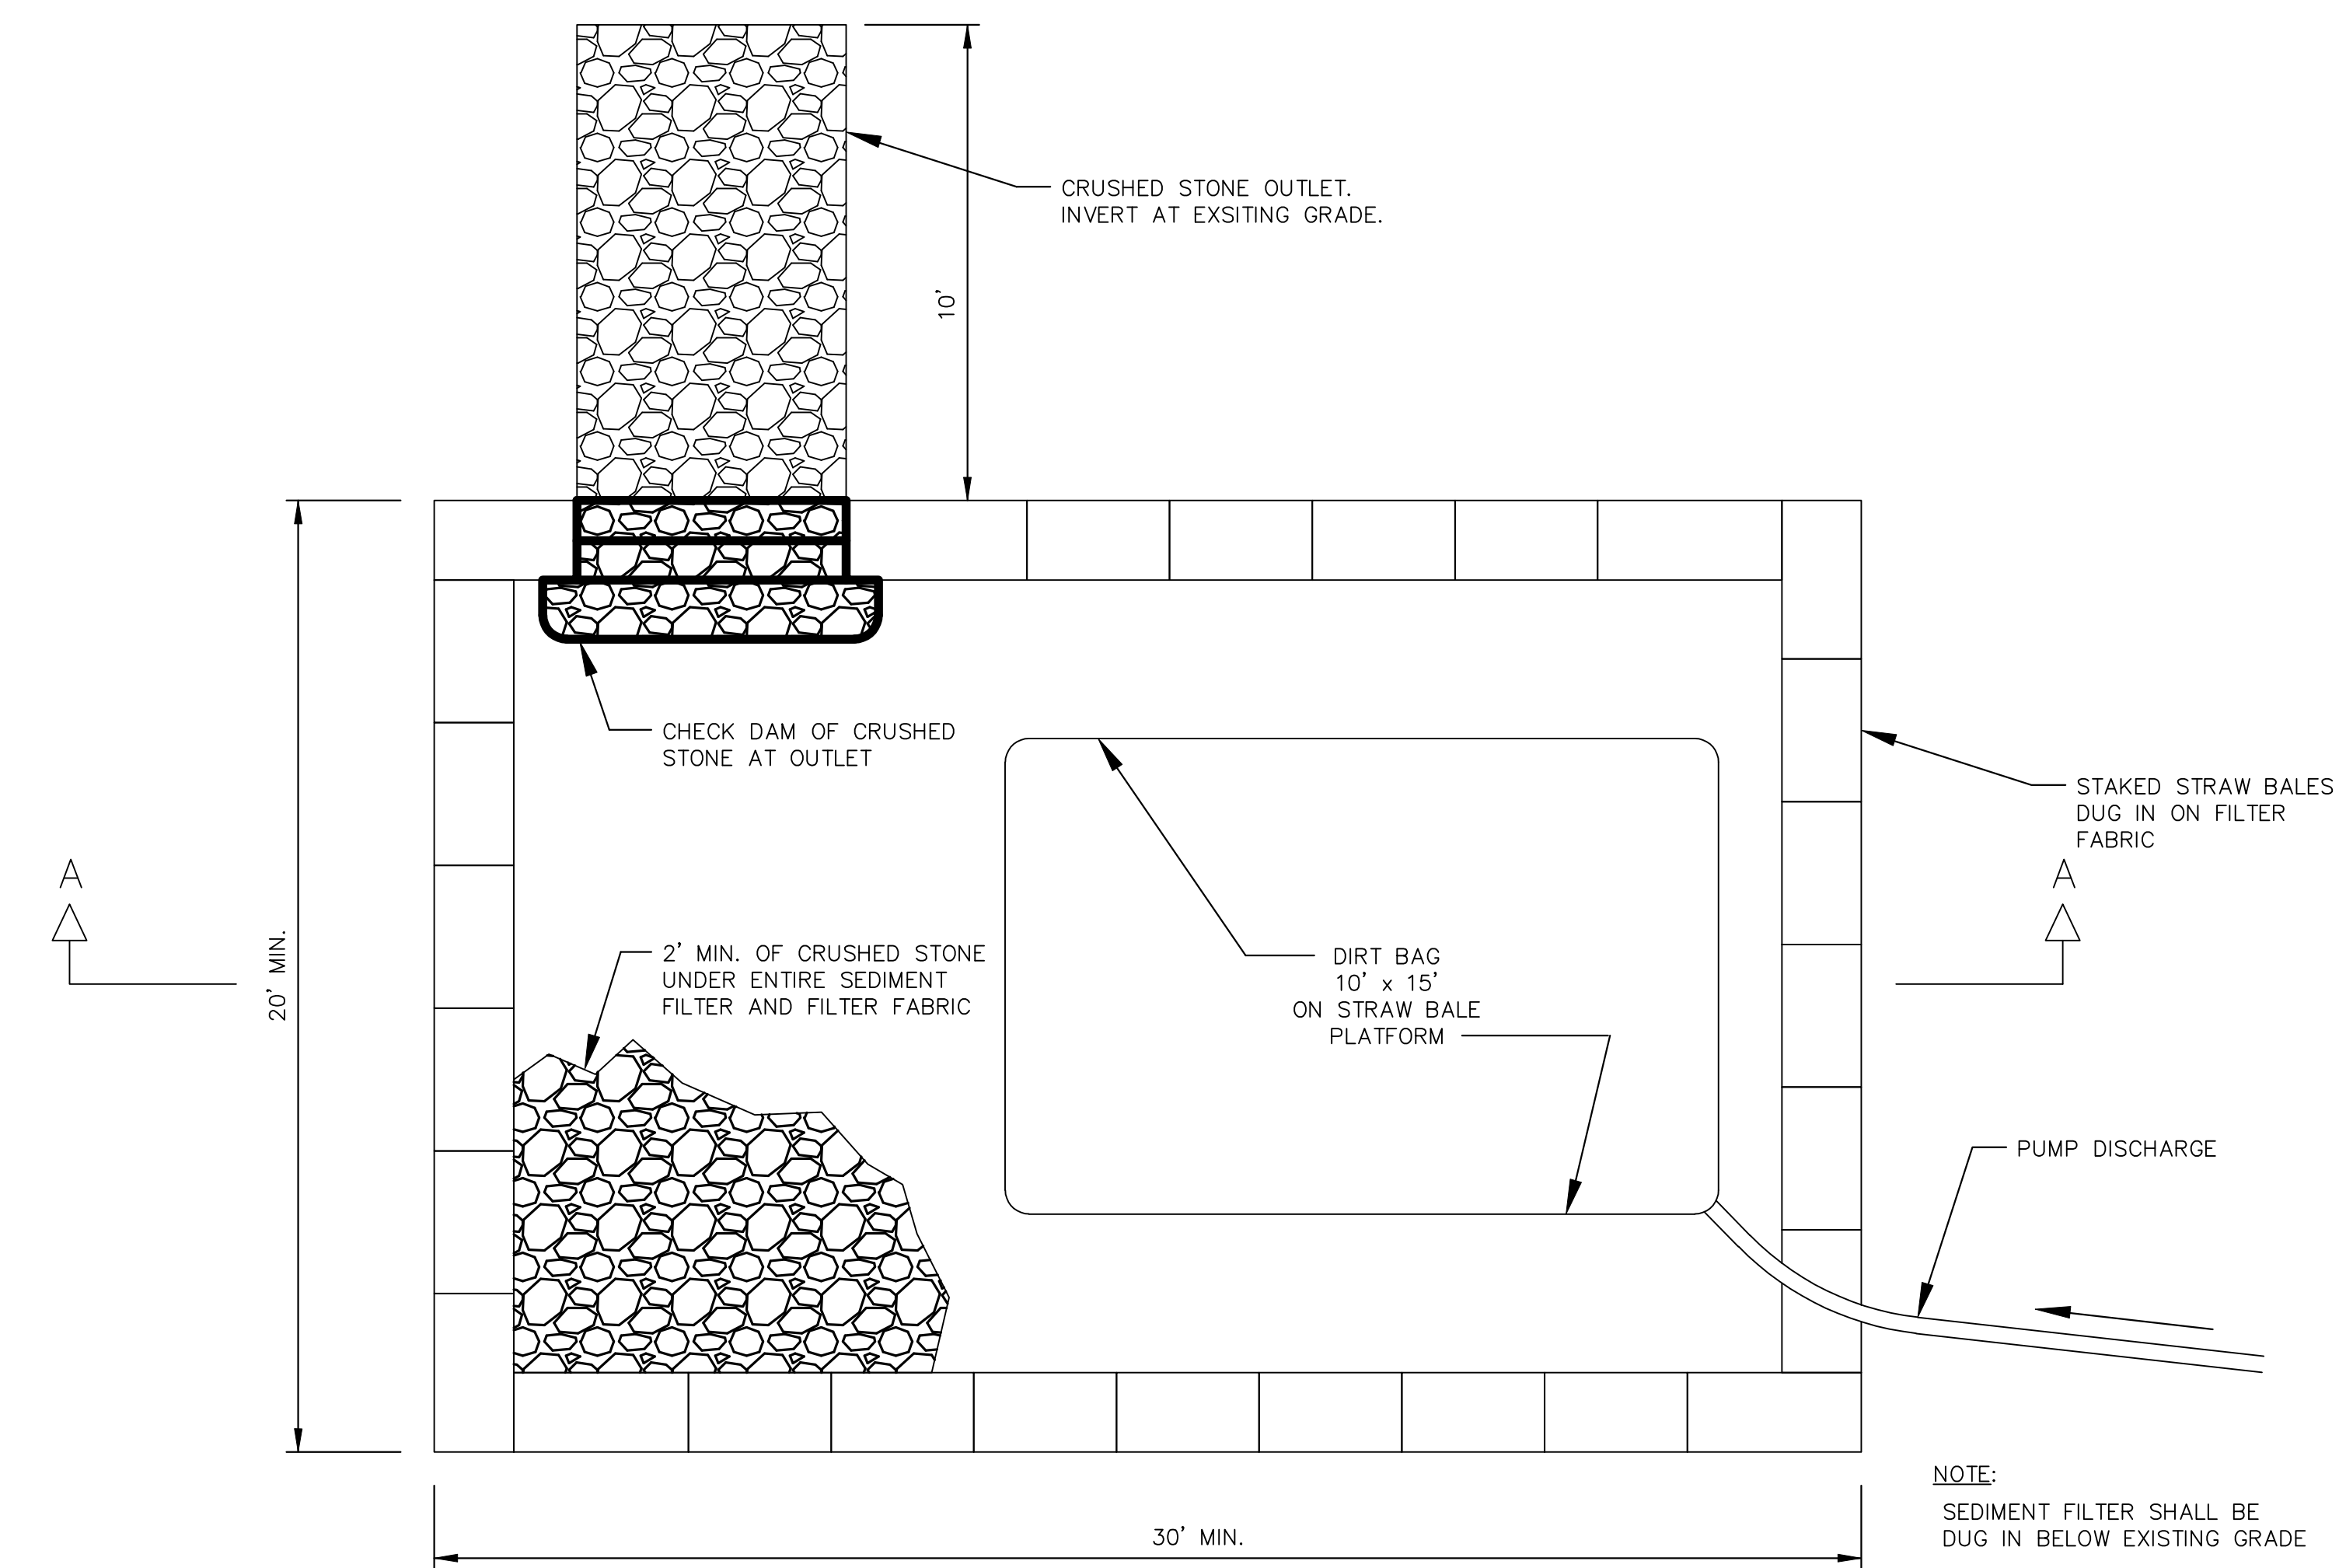 CRUSHED STONE OUTLET.
INVERT AT EXSITING GRADE.
10'
CHECK DAM OF CRUSHED
STONE AT OUTLET
STAKED STRAW BALES
DUG IN ON FILTER
FABRIC
A
A
20' MIN.
2' MIN. OF CRUSHED STONE
UNDER ENTIRE SEDIMENT
FILTER AND FILTER FABRIC
DIRT BAG
10' x 15'
ON STRAW BALE
PLATFORM
PUMP DISCHARGE
30' MIN.
NOTE:
SEDIMENT FILTER SHALL BE
DUG IN BELOW EXISTING GRADE